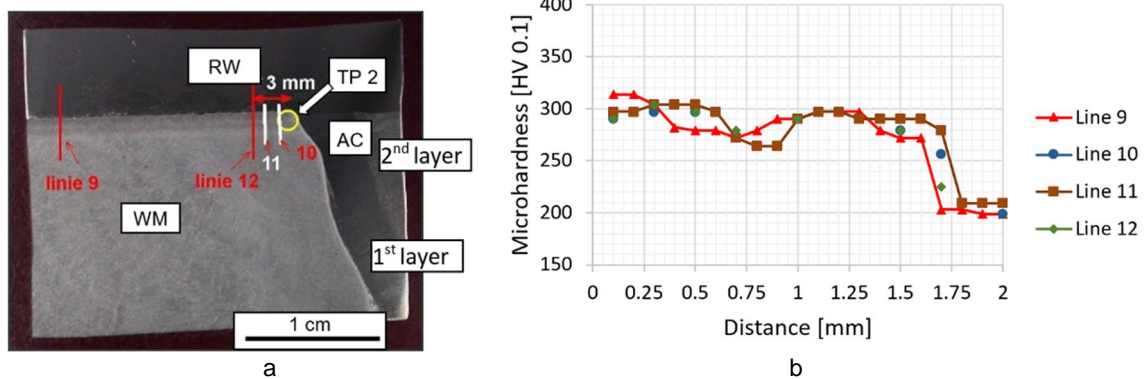 RW
3 mm
TP 2
AC
2nd layer
10
11
linie 9
linie 12
WM
1st layer
1 cm
a
b
Microhardness [HV 0.1]
400
350
300
250
200
150
0 0.25 0.5 0.75 1 1.25 1.5 1.75 2
Distance [mm]
Line 9
Line 10
Line 11
Line 12